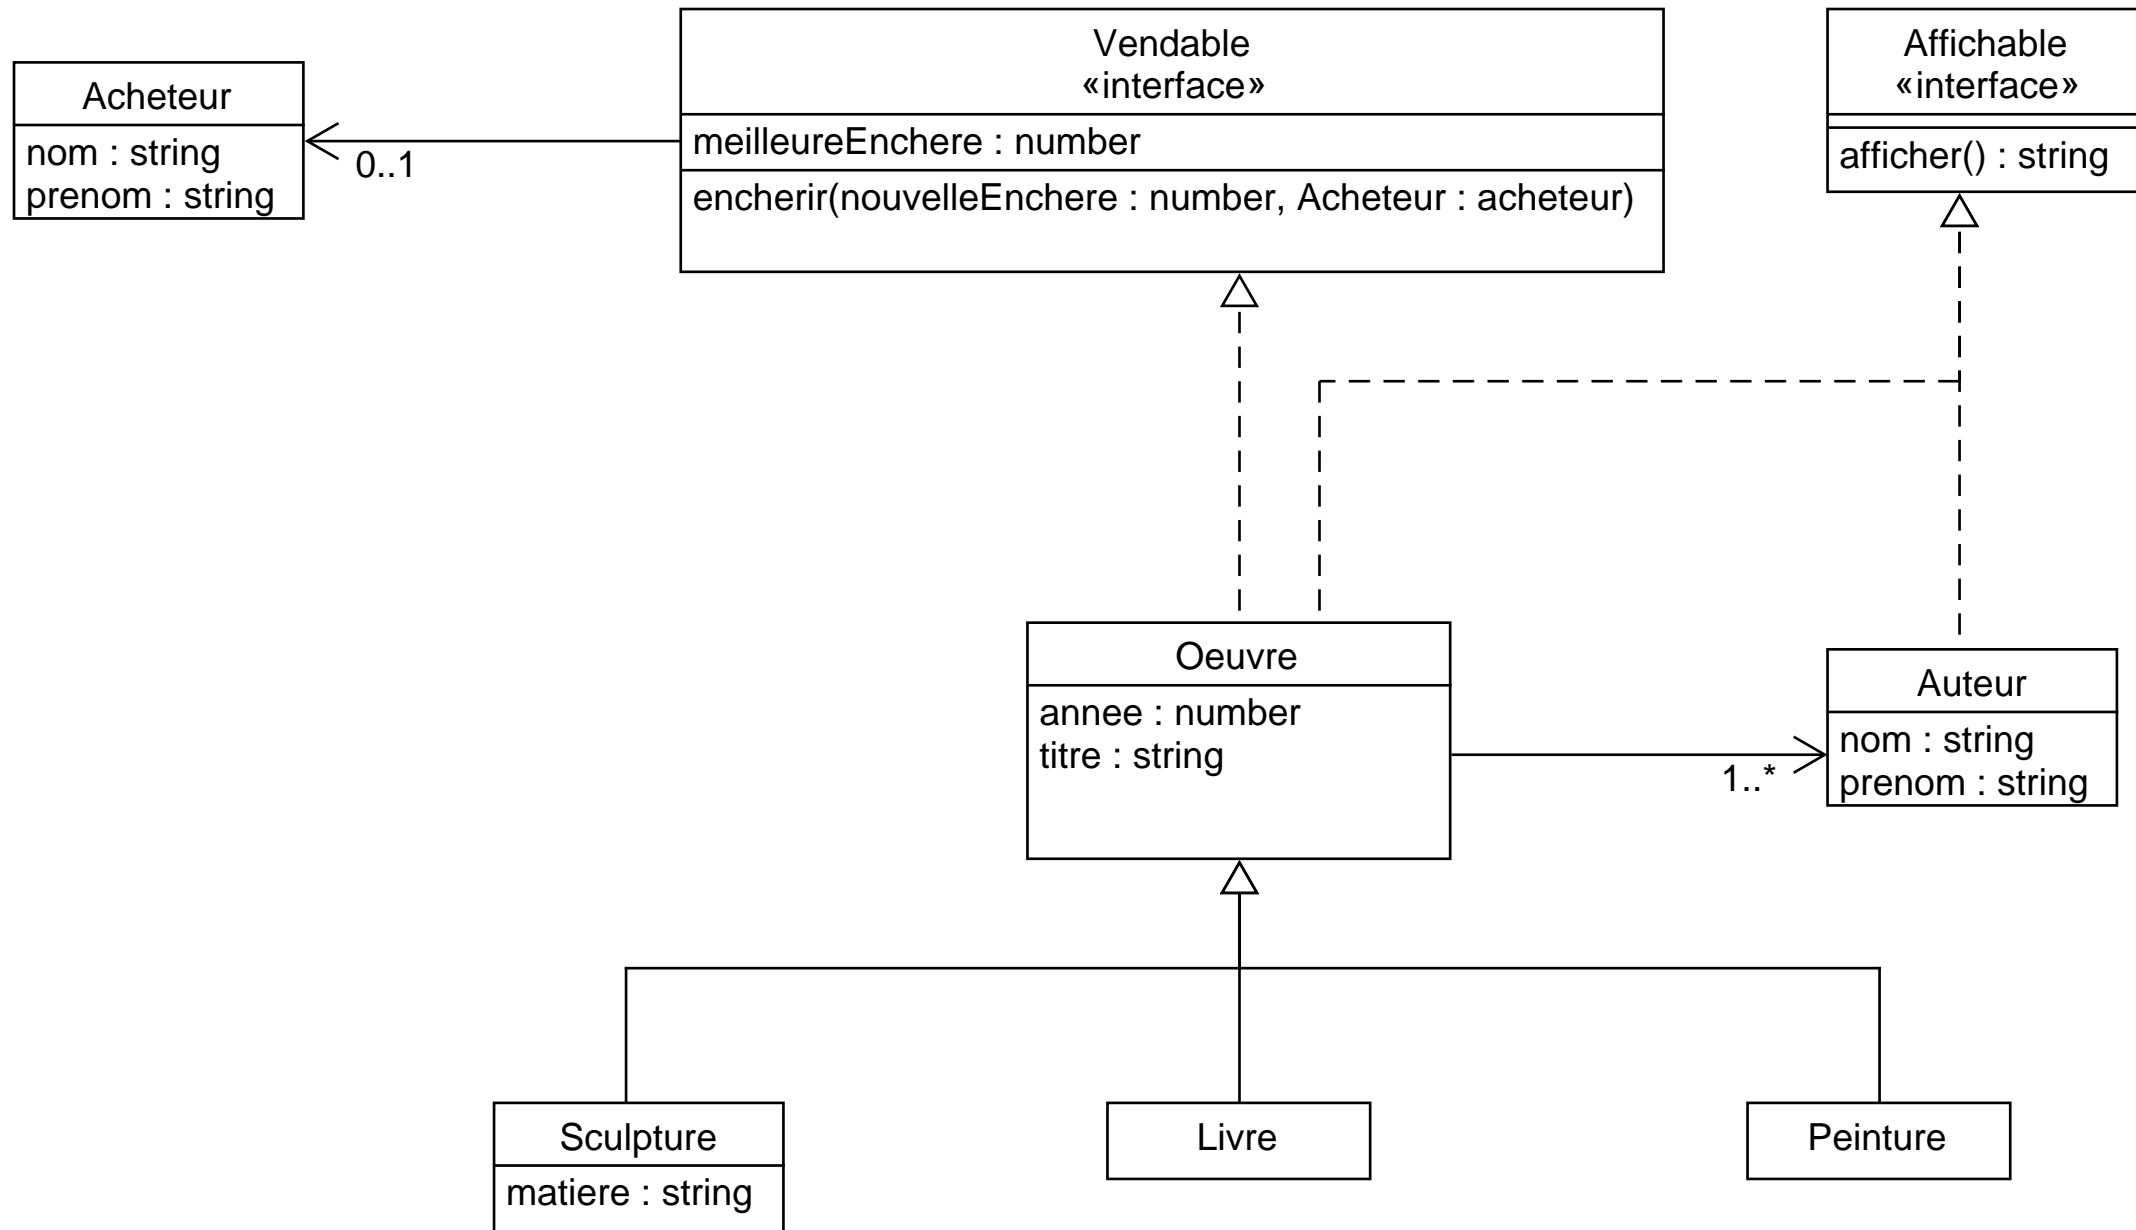 Acheteur
nom : string
prenom : string
0..1
Vendable
«interface»
meilleureEnchere : number
encherir(nouvelleEnchere : number, Acheteur : acheteur)
Affichable
«interface»
afficher() : string
Oeuvre
annee : number
titre : string
1..*
Auteur
nom : string
prenom : string
Sculpture
matiere : string
Livre
Peinture